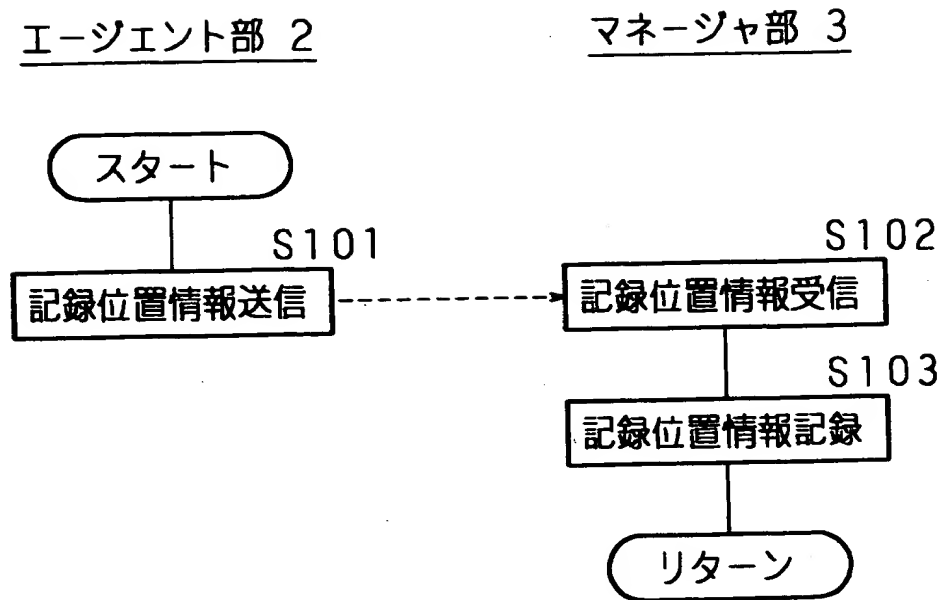 エージェント部 2
マネージャ部 3
スタート
S101
記録位置情報送信
S102
記録位置情報受信
S103
記録位置情報記録
リターン